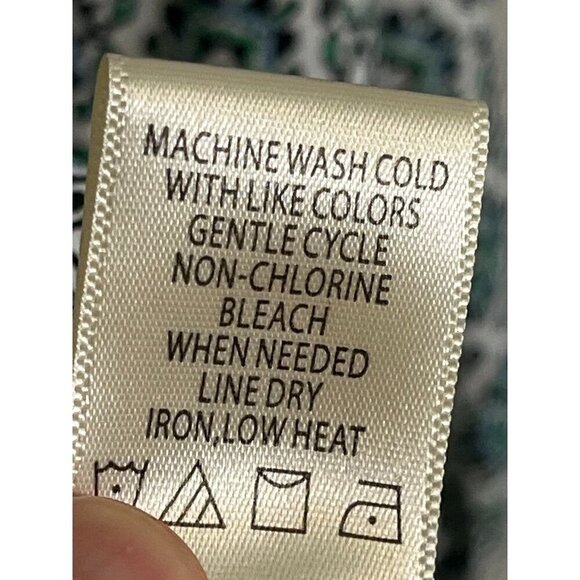 MACHINE WASH COLD
WITH LIKE COLORS
GENTLE CYCLE
NON-CHLORINE
BLEACH
WHEN NEEDED
LINE DRY
IRON,LOW HEAT